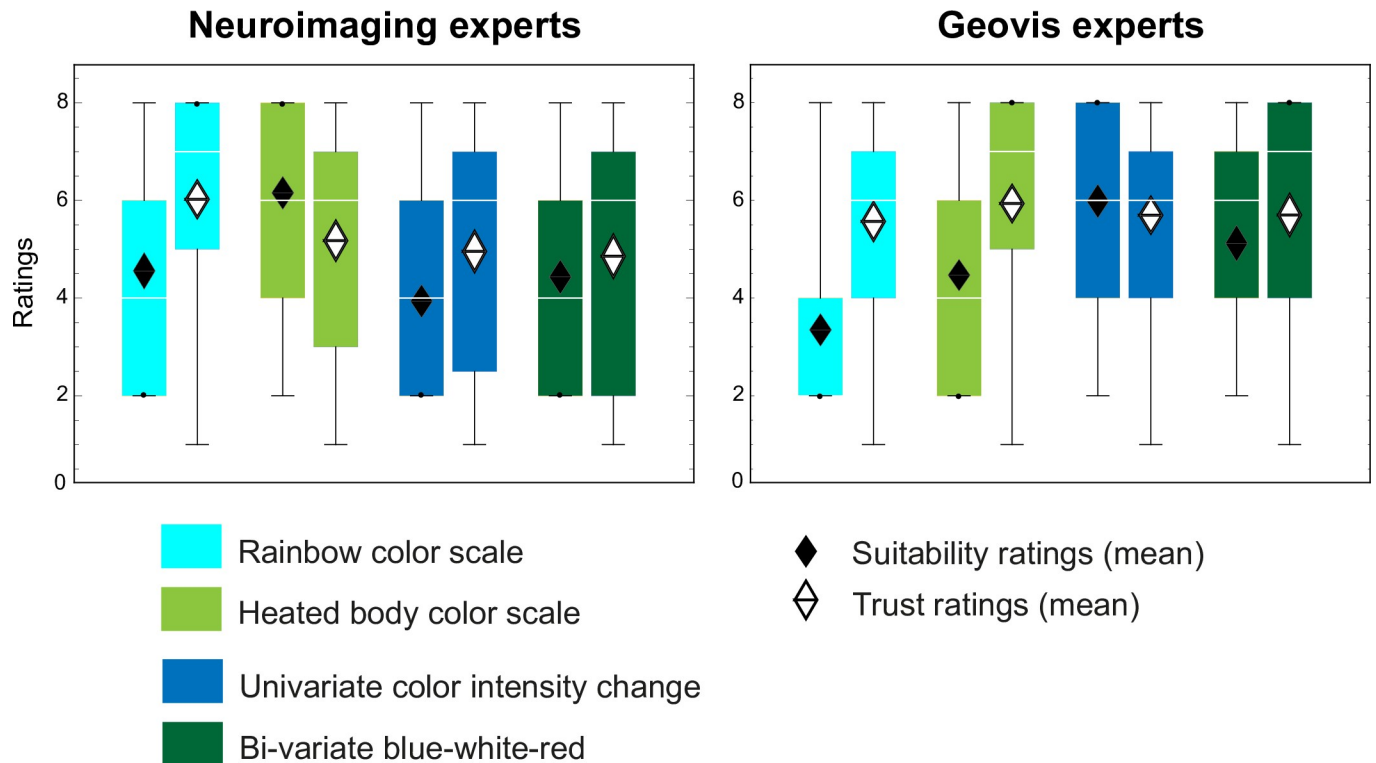 Neuroimaging experts
Geovis experts
Ratings
8
6
4
2
0
8
6
4
2
0
Rainbow color scale
Heated body color scale
Univariate color intensity change
Bi-variate blue-white-red
Suitability ratings (mean)
Trust ratings (mean)